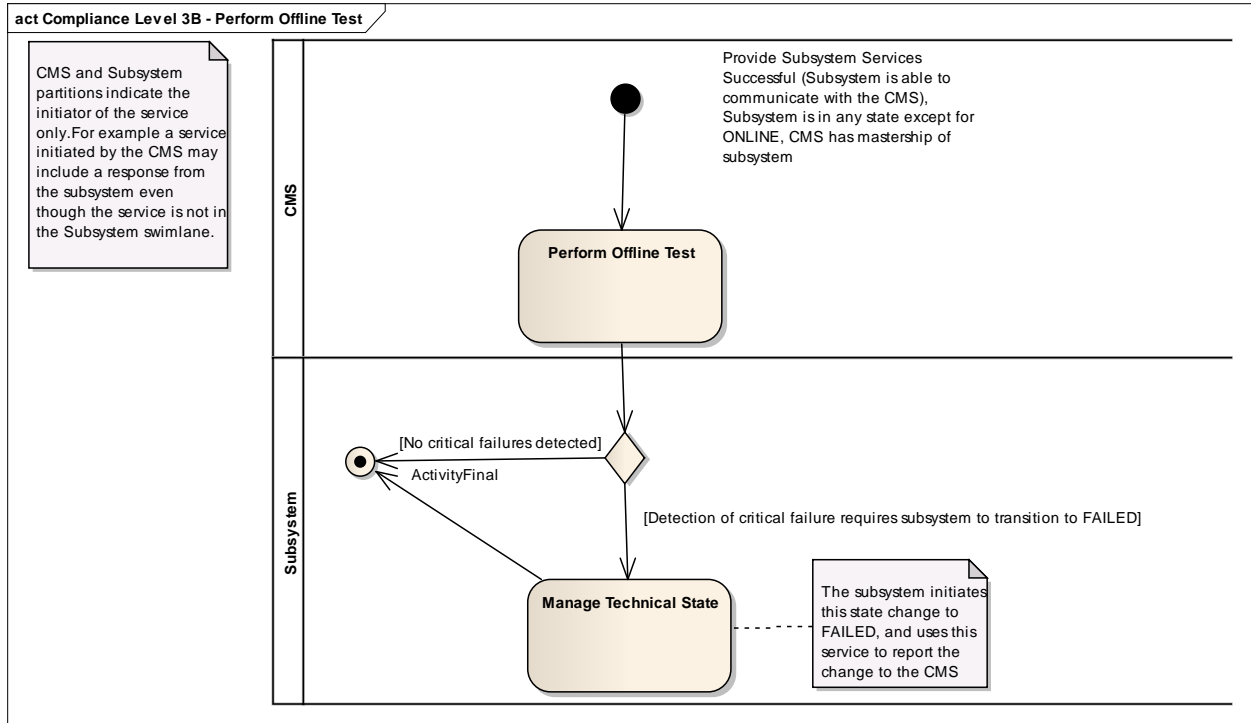 act Compliance Level 3B - Perform Offline Test
CMS and Subsystem
partitions indicate the
initiator of the service
only.For example a service
initiated by the CMS may
include a response from
the subsystem even
though the service is not in
the Subsystem swimlane.
CMS
Provide Subsystem Services
Successful (Subsystem is able to
communicate with the CMS),
Subsystem is in any state except for
ONLINE, CMS has mastership of
subsystem
Perform Offline Test
Subsystem
[No critical failures detected]
ActivityFinal
[Detection of critical failure requires subsystem to transition to FAILED]
Manage Technical State
The subsystem initiates
this state change to
FAILED, and uses this
service to report the
change to the CMS